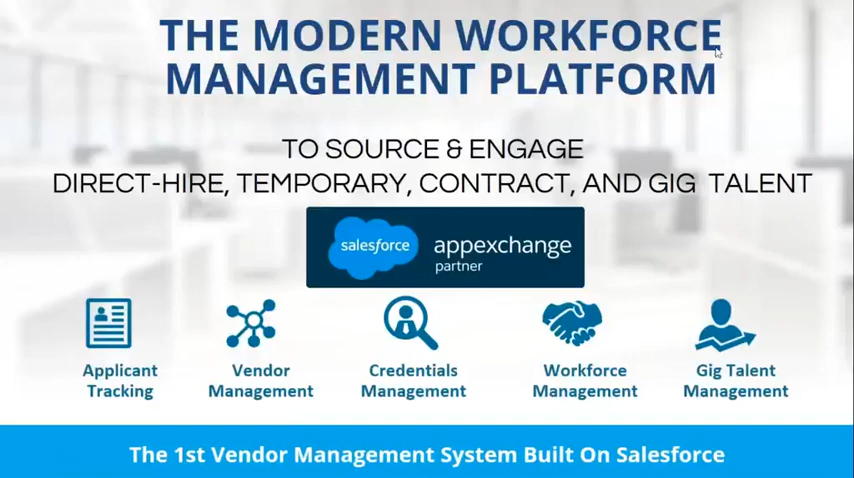 THE MODERN WORKFORCE
MANAGEMENT PLATFORM
TO SOURCE & ENGAGE
DIRECT-HIRE, TEMPORARY, CONTRACT, AND GIG TALENT
salesforce
appexchange
partner
Applicant
Tracking
Vendor
Management
Credentials
Management
Workforce
Management
Gig Talent
Management
The 1st Vendor Management System Built On Salesforce